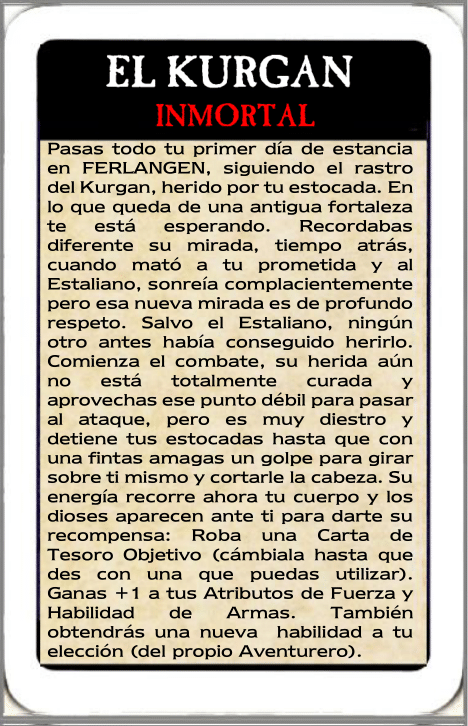 EL KURGAN
INMORTAL
Pasas todo tu primer día de estancia
en FERLANGEN, siguiendo el rastro
del Kurgan, herido por tu estocada. En
lo que queda de una antigua fortaleza
te está esperando. Recordabas
diferente su mirada, tiempo atrás,
cuando mató a tu prometida y al
Estaliano, sonreía complacientemente
pero esa nueva mirada es de profundo
respeto. Salvo el Estaliano, ningún
otro antes había conseguido herirlo.
Comienza el combate, su herida aún
no está totalmente curada y
aprovechas ese punto débil para pasar
al ataque, pero es muy diestro y
detiene tus estocadas hasta que con
una fintas amagas un golpe para girar
sobre ti mismo y cortarle la cabeza. Su
energía recorre ahora tu cuerpo y los
dioses aparecen ante ti para darte su
recompensa: Roba una Carta de
Tesoro Objetivo (cámbiala hasta que
des con una que puedas utilizar).
Ganas +1 a tus Atributos de Fuerza y
Habilidad de Armas. También
obtendrás una nueva habilidad a tu
elección (del propio Aventurero).